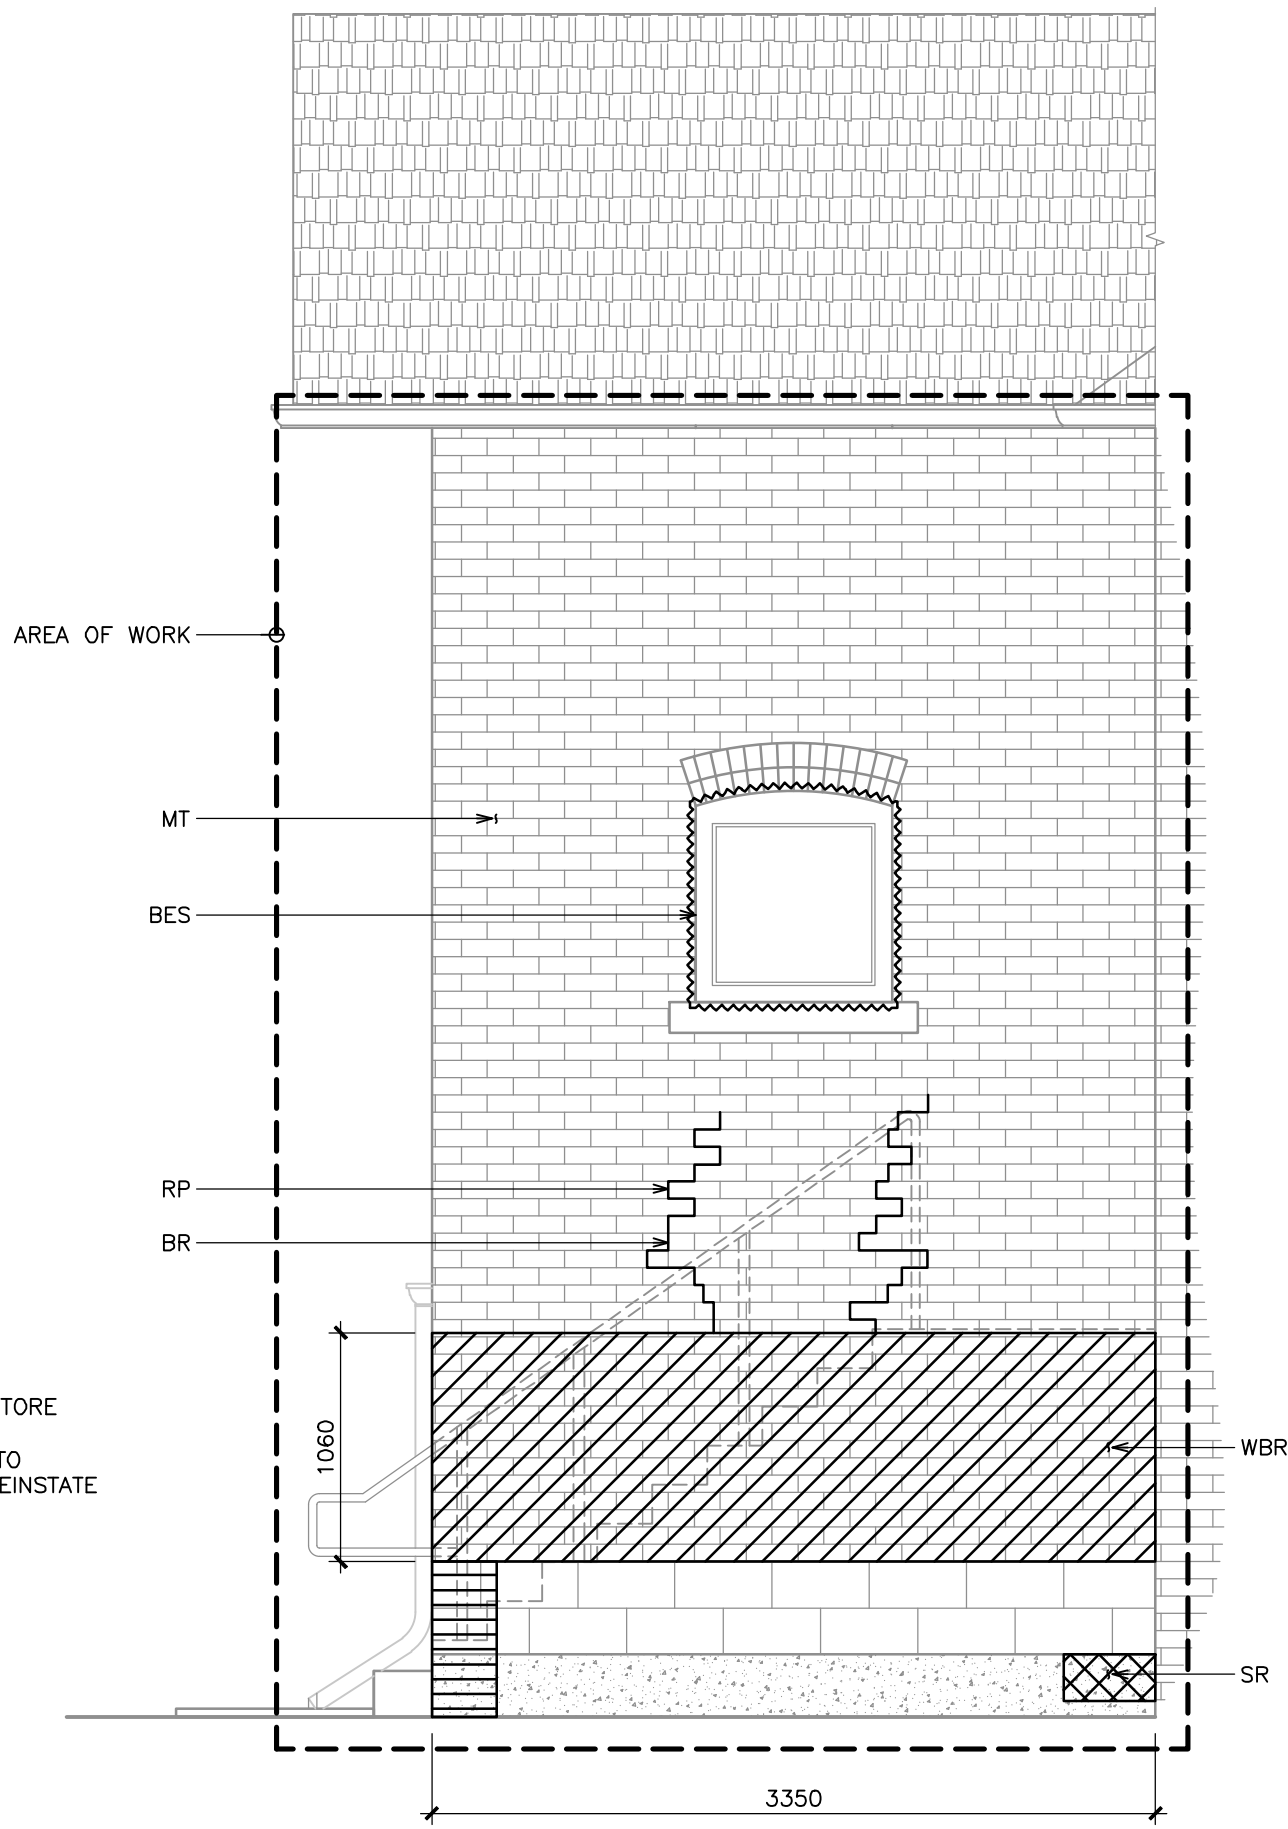 AREA OF WORK
MT
BES
RP
BR
TORE
TO
EINSTATE
1060
WBR
SR
3350